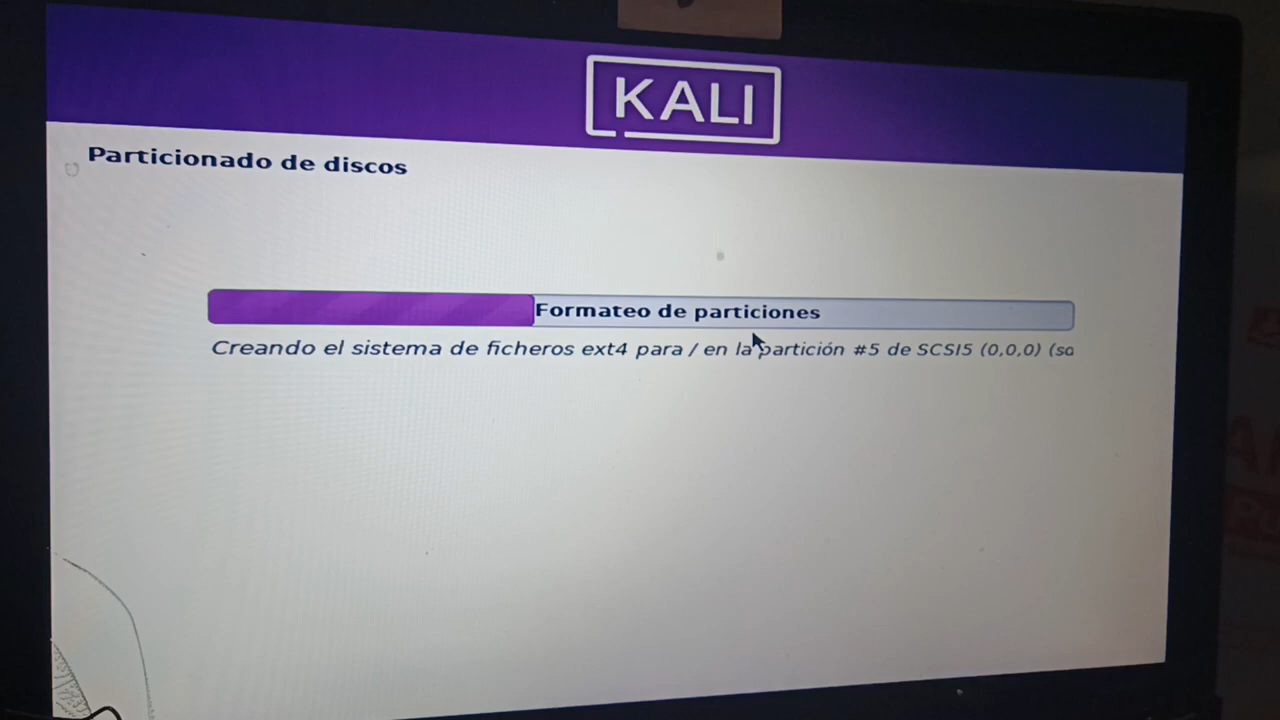 KALI
Particionado de discos
Formateo de particiones
Creando el sistema de ficheros ext4 para / en la partición #5 de SCSI5 (0,0,0) (sa